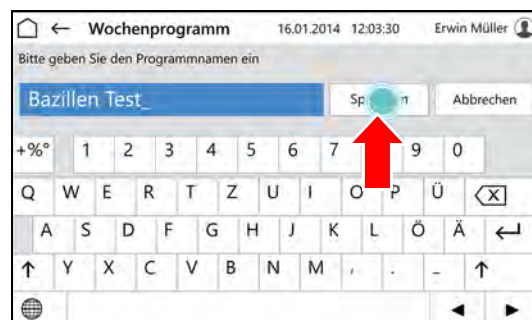 ← Wochenprogramm 16.01.2014 12:03:30 Erwin Müller
Bitte geben Sie den Programmnamen ein
Bazillen Test_ Abbrechen
+%° 1 2 3 4 5 6 7 9 0
Q W E R T Z U I O P Ü
A S D F G H J K L Ö Ä
Y X C V B N M , . -